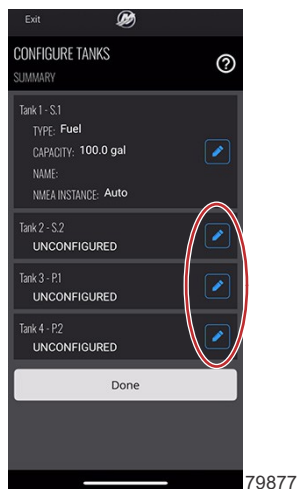 Exit
CONFIGURE TANKS
SUMMARY
?
Tank 1 - S.1
TYPE: Fuel
CAPACITY: 100.0 gal
NAME:
NMEA INSTANCE: Auto
Tank 2 - S.2
UNCONFIGURED
Tank 3 - P.1
UNCONFIGURED
Tank 4 - P.2
UNCONFIGURED
Done
79877